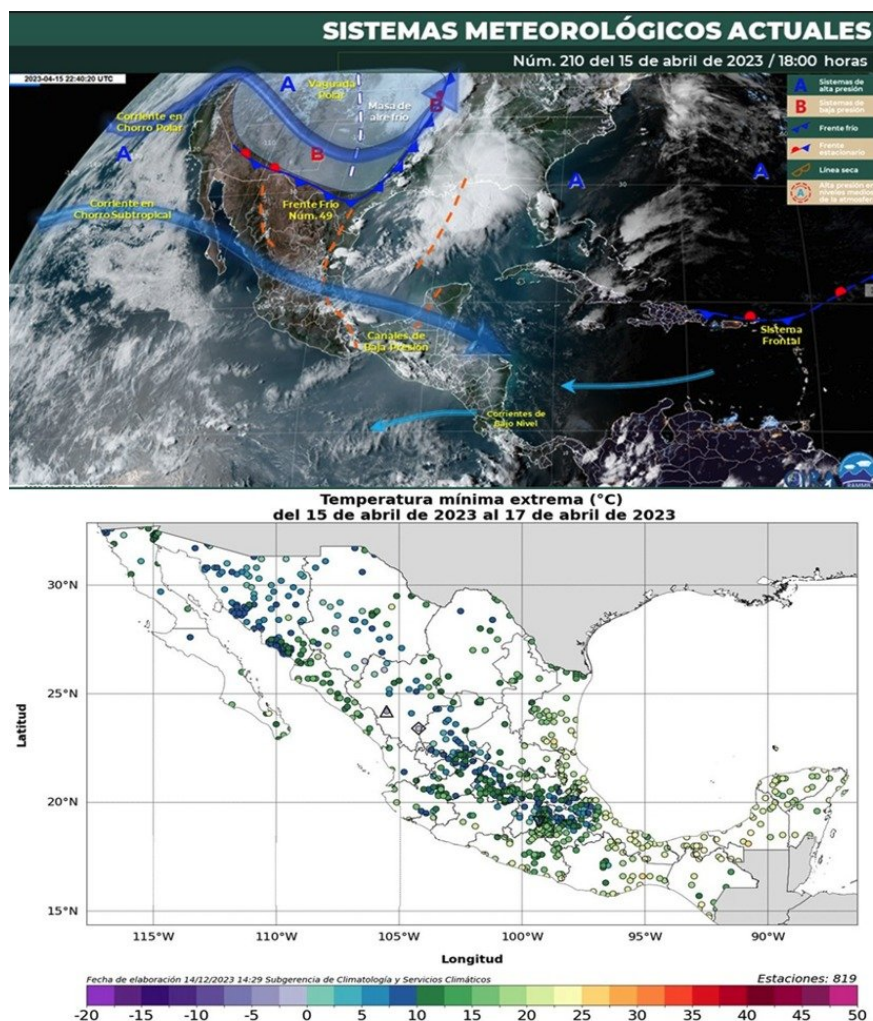 SISTEMAS METEOROLÓGICOS ACTUALES
Núm. 210 del 15 de abril de 2023 / 18:00 horas
2023-04-15 22:40:20 UTC
A
Vaguada
Polar
Masa de
aire frío
B
Corriente en
Chorro Polar
A
B
Corriente en
Chorro Subtropical
Frente Frío
Núm. 49
A
A
Canales de
Baja Presión
Sistema
Frontal
Corrientes de
Bajo Nivel
A Sistemas de
alta presión
B Sistemas de
baja presión
Frente frío
Frente
estacionario
Línea seca
A Alta presión en
niveles medios
de la atmósfera
RAMMB
Temperatura mínima extrema (°C)
del 15 de abril de 2023 al 17 de abril de 2023
Latitud
30°N
25°N
20°N
15°N
115°W 110°W 105°W 100°W 95°W 90°W
Longitud
Fecha de elaboración 14/12/2023 14:29 Subgerencia de Climatología y Servicios Climáticos
Estaciones: 819
-20 -15 -10 -5 0 5 10 15 20 25 30 35 40 45 50